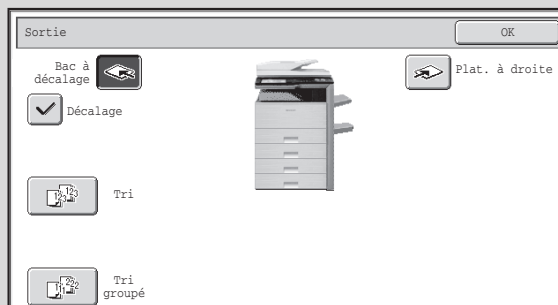 Sortie
OK
Bac à
décalage
Plat. à droite
Décalage
Tri
Tri
groupé